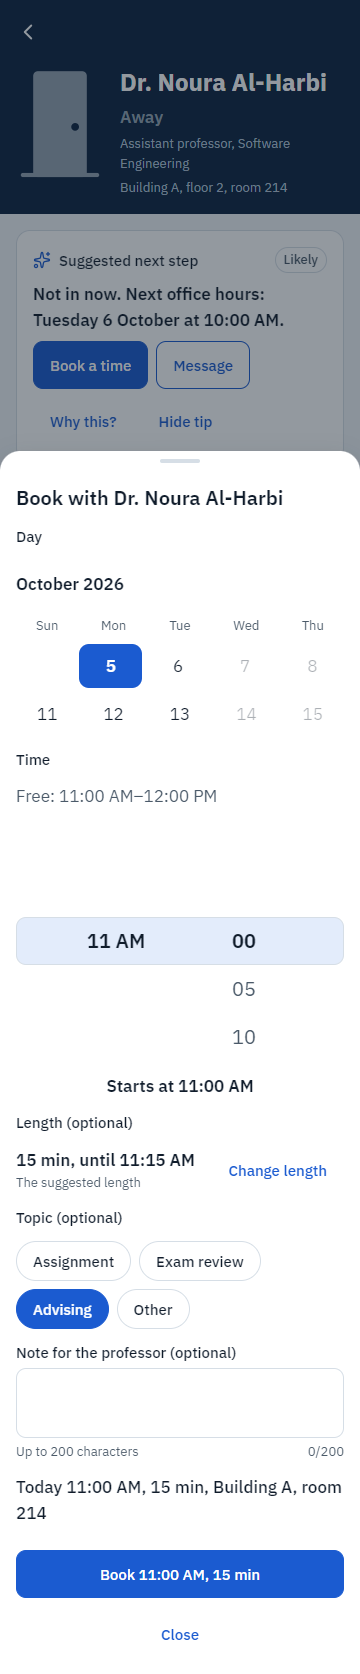 Dr. Noura Al-Harbi
Away
Assistant professor, Software
Engineering
Building A, floor 2, room 214
Suggested next step
Likely
Not in now. Next office hours:
Tuesday 6 October at 10:00 AM.
Book a time
Message
Why this?
Hide tip
Book with Dr. Noura Al-Harbi
Day
October 2026
Sun Mon Tue Wed Thu
5 6 7 8
11 12 13 14 15
Time
Free: 11:00 AM–12:00 PM
11 AM 00
05
10
Starts at 11:00 AM
Length (optional)
15 min, until 11:15 AM
The suggested length
Change length
Topic (optional)
Assignment
Exam review
Advising
Other
Note for the professor (optional)
Up to 200 characters
0/200
Today 11:00 AM, 15 min, Building A, room
214
Book 11:00 AM, 15 min
Close